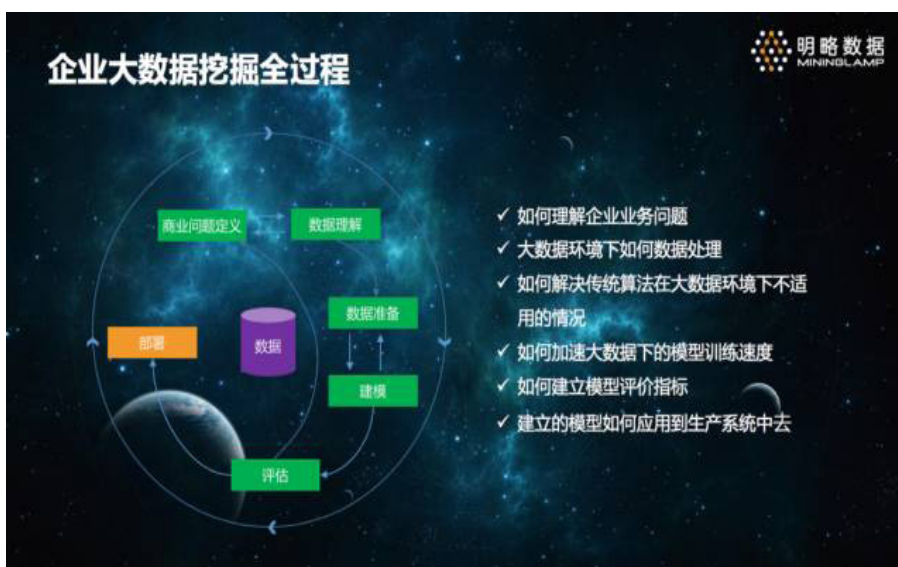 企业大数据挖掘全过程
明略数据
MININGLAMP
商业问题定义
数据理解
数据准备
部署
数据
建模
评估
✓ 如何理解企业业务问题
✓ 大数据环境下如何数据处理
✓ 如何解决传统算法在大数据环境下不适
用的情况
✓ 如何加速大数据下的模型训练速度
✓ 如何建立模型评价指标
✓ 建立的模型如何应用到生产系统中去